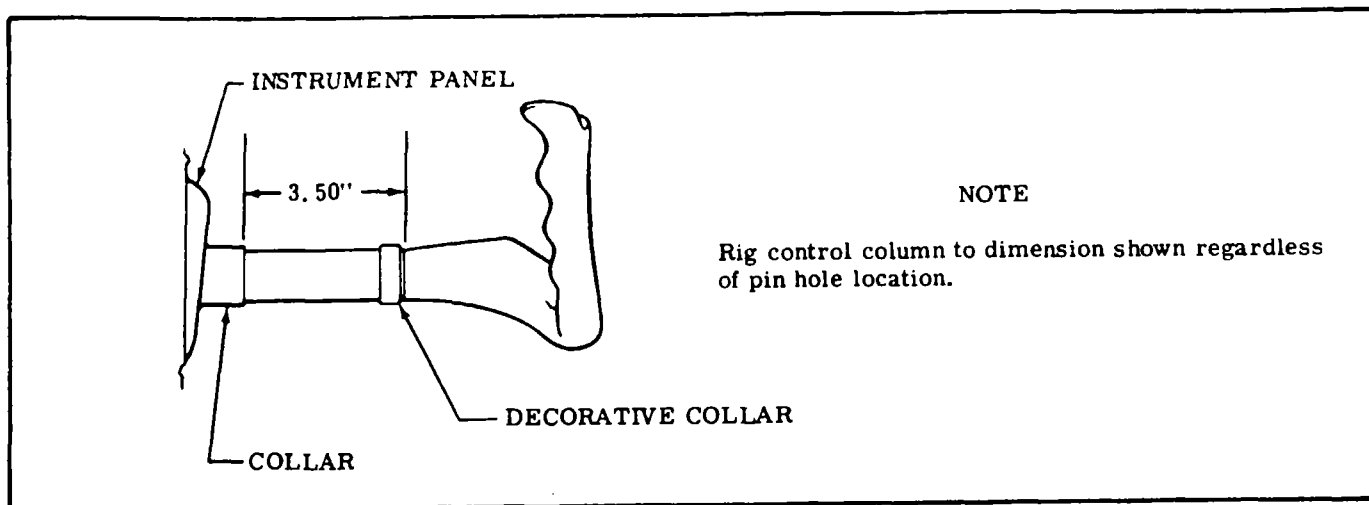 INSTRUMENT PANEL
3.50"
NOTE
Rig control column to dimension shown regardless
of pin hole location.
DECORATIVE COLLAR
COLLAR